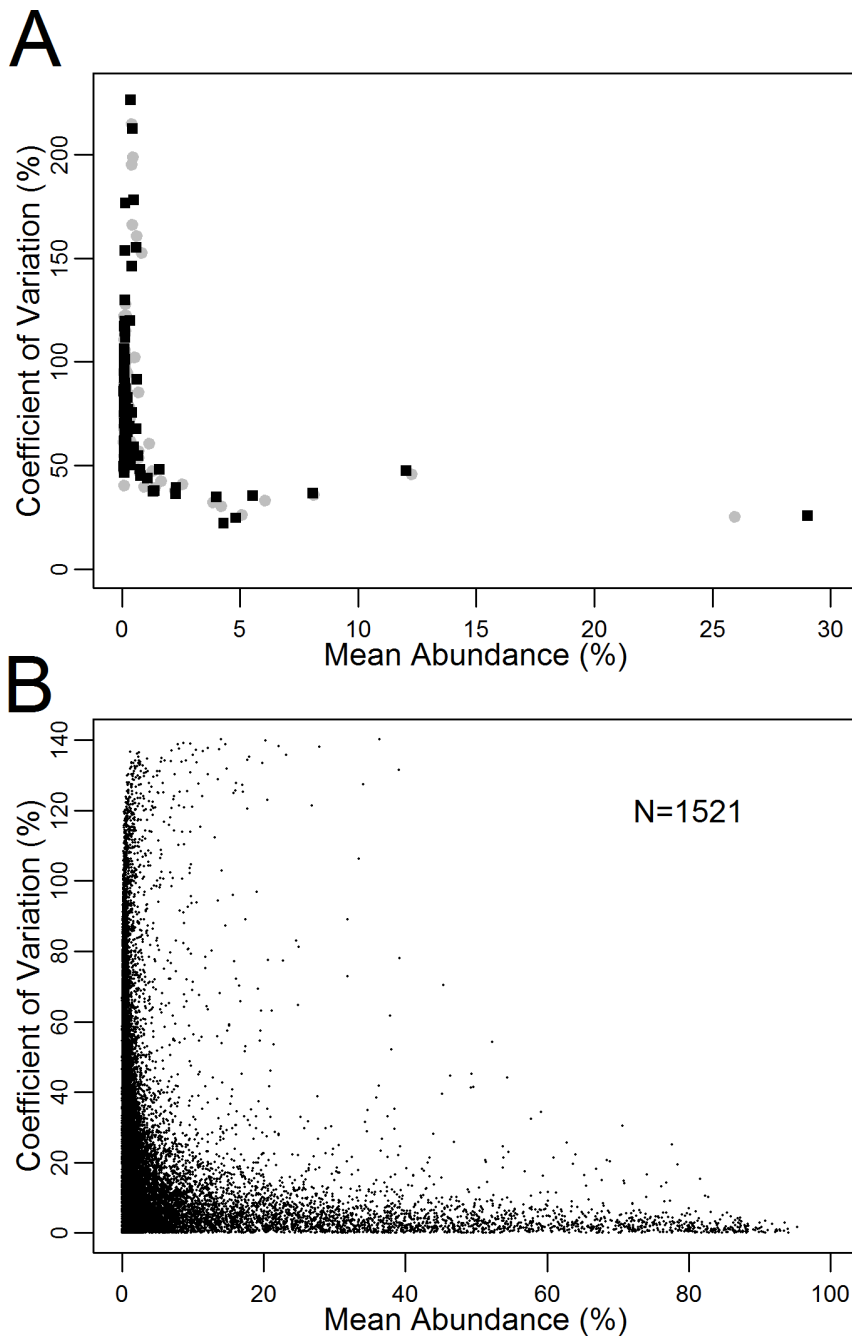 A
Coefficient of Variation (%)
200
150
100
50
0
0 5 10 15 20 25 30
Mean Abundance (%)
B
Coefficient of Variation (%)
140
120
100
80
60
40
20
0
N=1521
0 20 40 60 80 100
Mean Abundance (%)